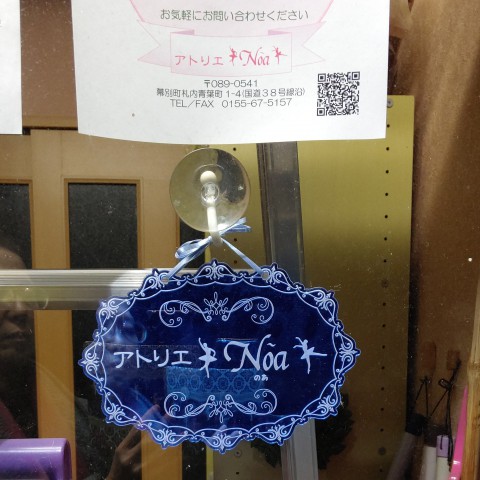 お気軽にお問い合わせください
アトリエ Nôa
〒089-0541
幕別町札内青葉町1-4(国道38号線沿)
TEL/FAX 0155-67-5157
アトリエ Nôa
のあ